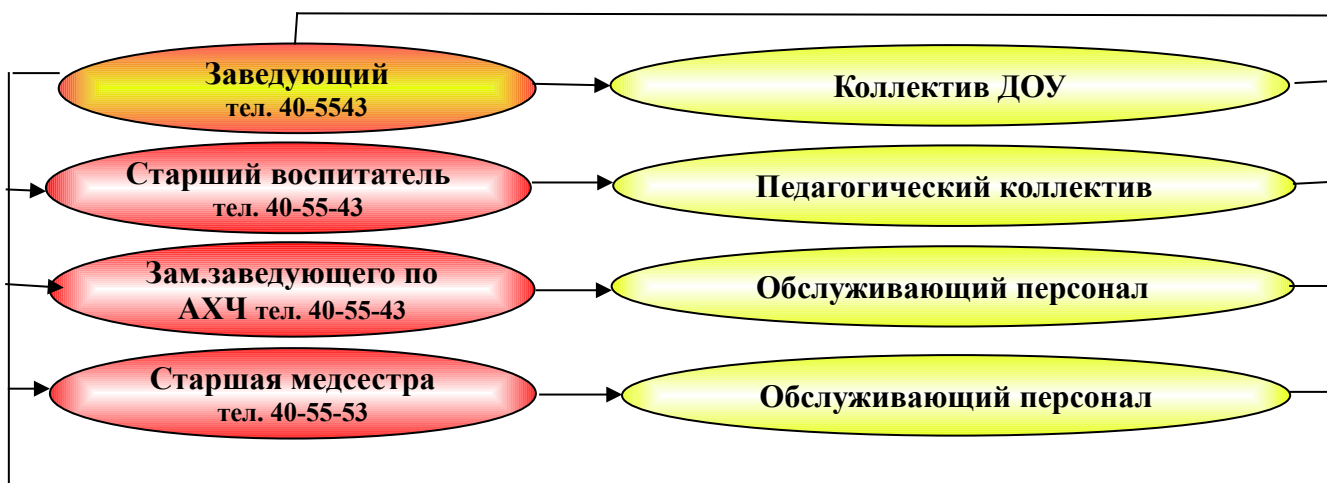 Заведующий
тел. 40-5543
Коллектив ДОУ
Старший воспитатель
тел. 40-55-43
Педагогический коллектив
Зам.заведующего по
АХЧ тел. 40-55-43
Обслуживающий персонал
Старшая медсестра
тел. 40-55-53
Обслуживающий персонал